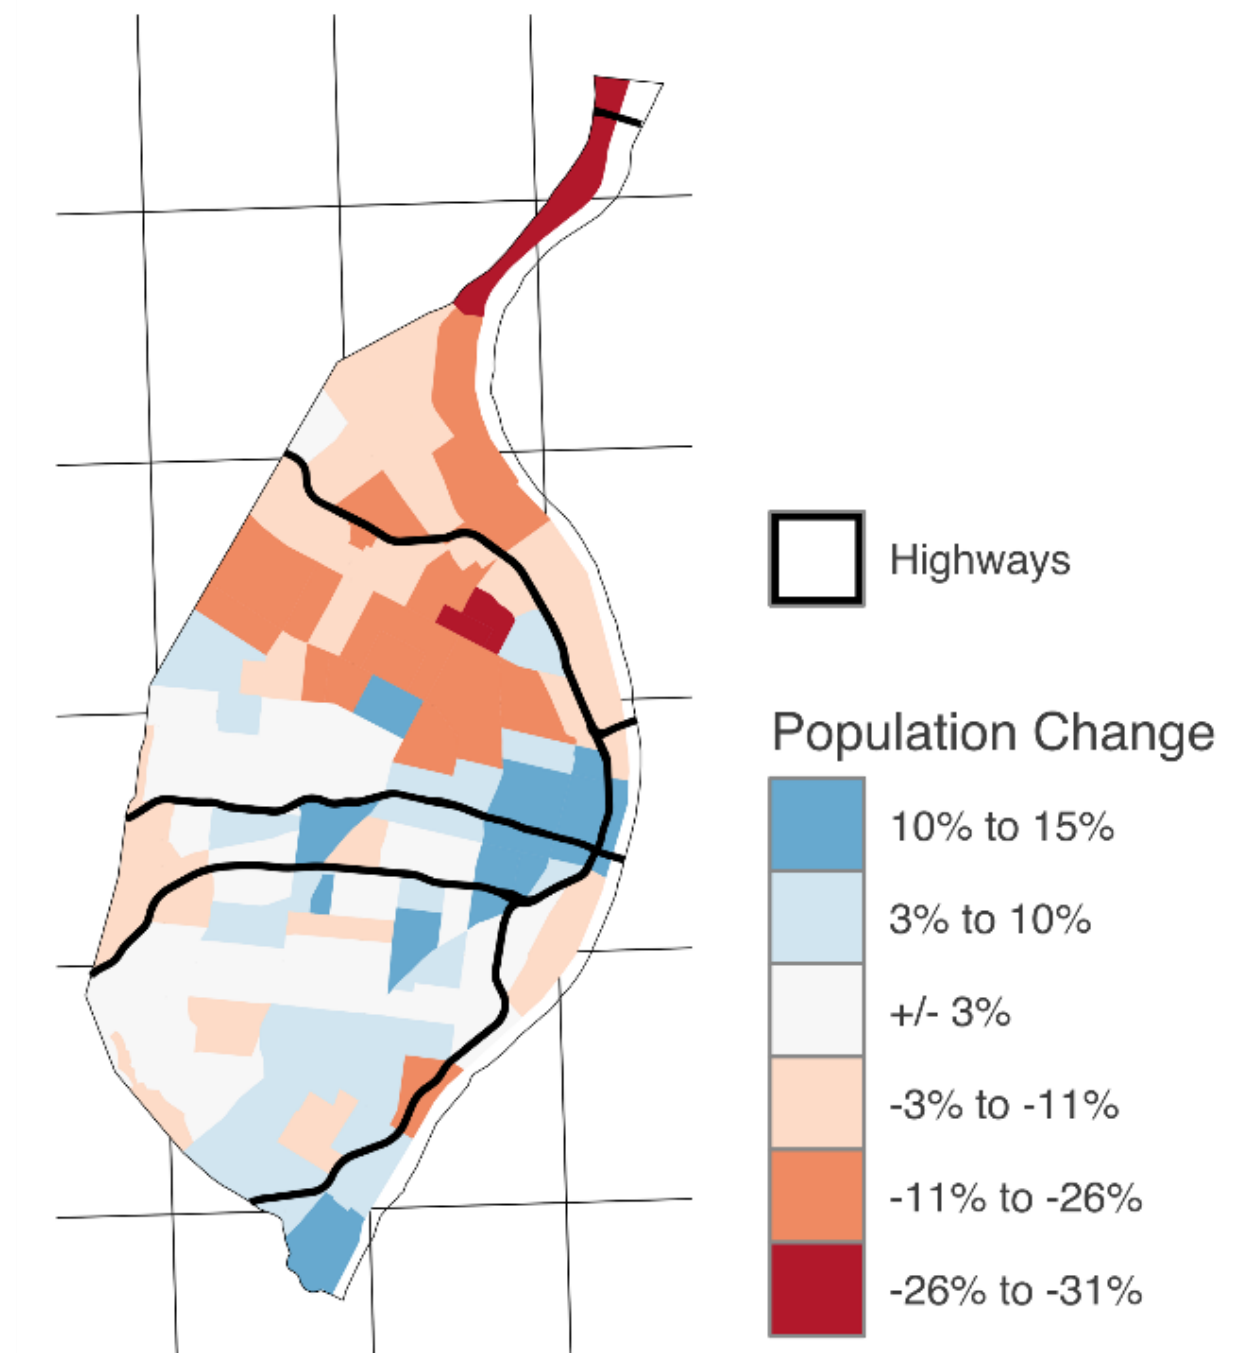 Highways
Population Change
10% to 15%
3% to 10%
+/- 3%
-3% to -11%
-11% to -26%
-26% to -31%